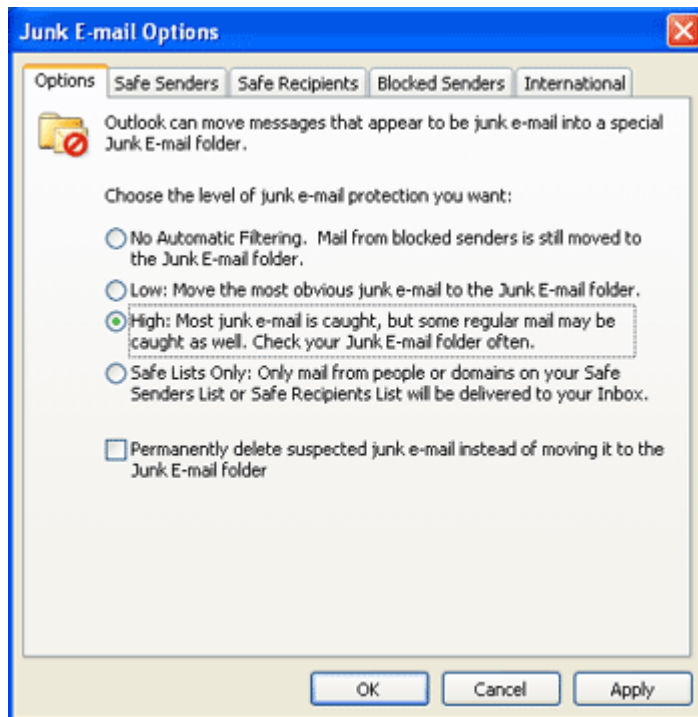 Junk E-mail Options
Options Safe Senders Safe Recipients Blocked Senders International
Outlook can move messages that appear to be junk e-mail into a special
Junk E-mail folder.
Choose the level of junk e-mail protection you want:
No Automatic Filtering. Mail from blocked senders is still moved to
the Junk E-mail folder.
Low: Move the most obvious junk e-mail to the Junk E-mail folder.
High: Most junk e-mail is caught, but some regular mail may be
caught as well. Check your Junk E-mail folder often.
Safe Lists Only: Only mail from people or domains on your Safe
Senders List or Safe Recipients List will be delivered to your Inbox.
Permanently delete suspected junk e-mail instead of moving it to the
Junk E-mail folder
OK Cancel Apply